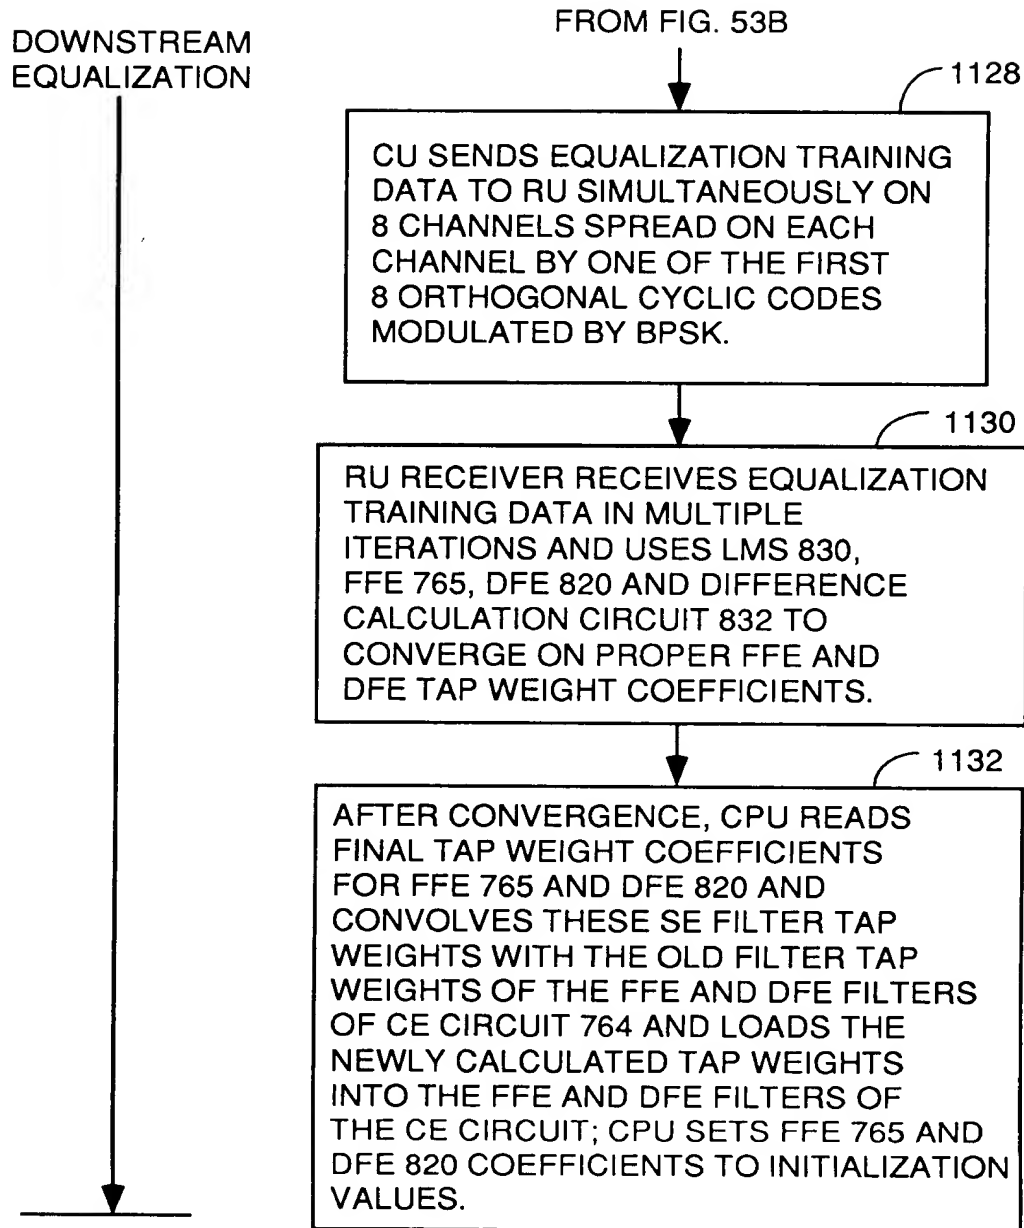 DOWNSTREAM
EQUALIZATION
FROM FIG. 53B
1128
CU SENDS EQUALIZATION TRAINING
DATA TO RU SIMULTANEOUSLY ON
8 CHANNELS SPREAD ON EACH
CHANNEL BY ONE OF THE FIRST
8 ORTHOGONAL CYCLIC CODES
MODULATED BY BPSK.
1130
RU RECEIVER RECEIVES EQUALIZATION
TRAINING DATA IN MULTIPLE
ITERATIONS AND USES LMS 830,
FFE 765, DFE 820 AND DIFFERENCE
CALCULATION CIRCUIT 832 TO
CONVERGE ON PROPER FFE AND
DFE TAP WEIGHT COEFFICIENTS.
1132
AFTER CONVERGENCE, CPU READS
FINAL TAP WEIGHT COEFFICIENTS
FOR FFE 765 AND DFE 820 AND
CONVOLVES THESE SE FILTER TAP
WEIGHTS WITH THE OLD FILTER TAP
WEIGHTS OF THE FFE AND DFE FILTERS
OF CE CIRCUIT 764 AND LOADS THE
NEWLY CALCULATED TAP WEIGHTS
INTO THE FFE AND DFE FILTERS OF
THE CE CIRCUIT; CPU SETS FFE 765 AND
DFE 820 COEFFICIENTS TO INITIALIZATION
VALUES.